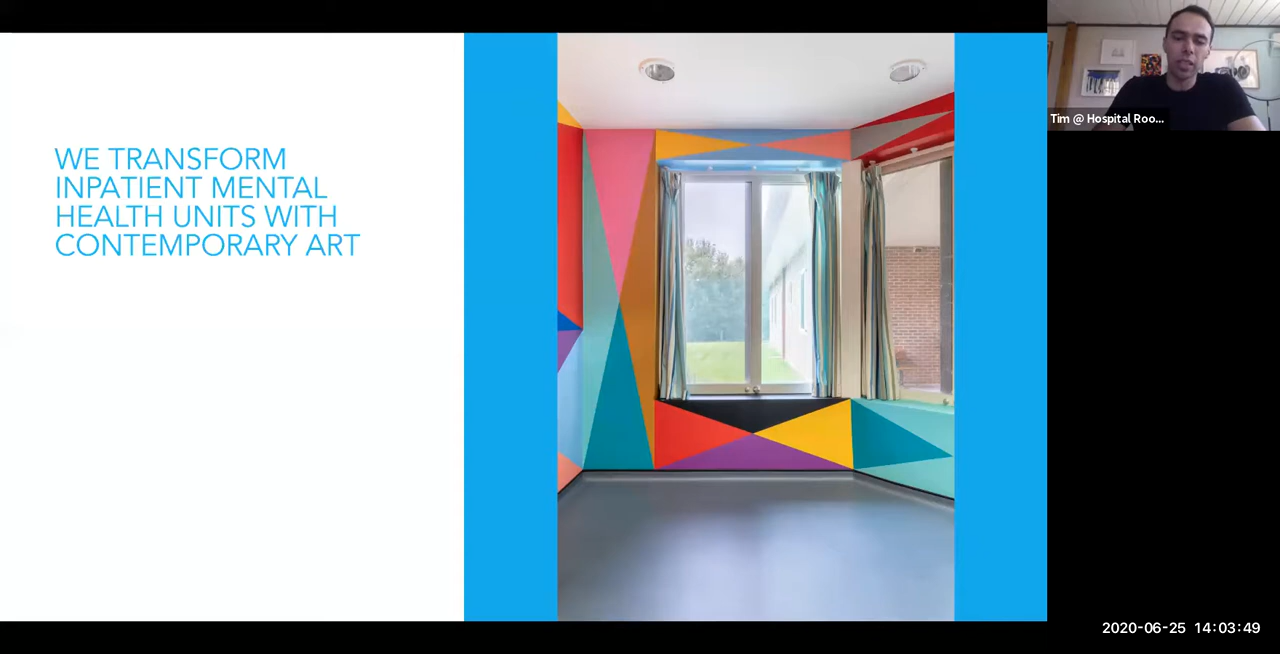 WE TRANSFORM
INPATIENT MENTAL
HEALTH UNITS WITH
CONTEMPORARY ART
Tim @ Hospital Roo...
2020-06-25 14:03:49